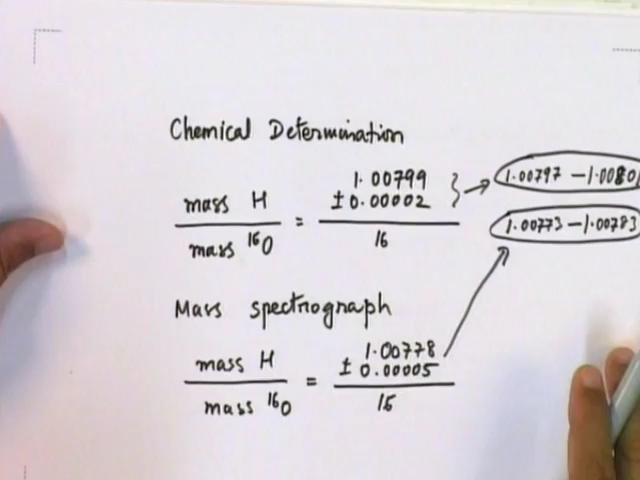 Chemical Determination
1.00799
± 0.00002
1.00797 - 1.00801
mass H
=
mass 16O
16
1.00773 - 1.00783
Mass spectrograph
1.00778
± 0.00005
mass H
=
mass 16O
16